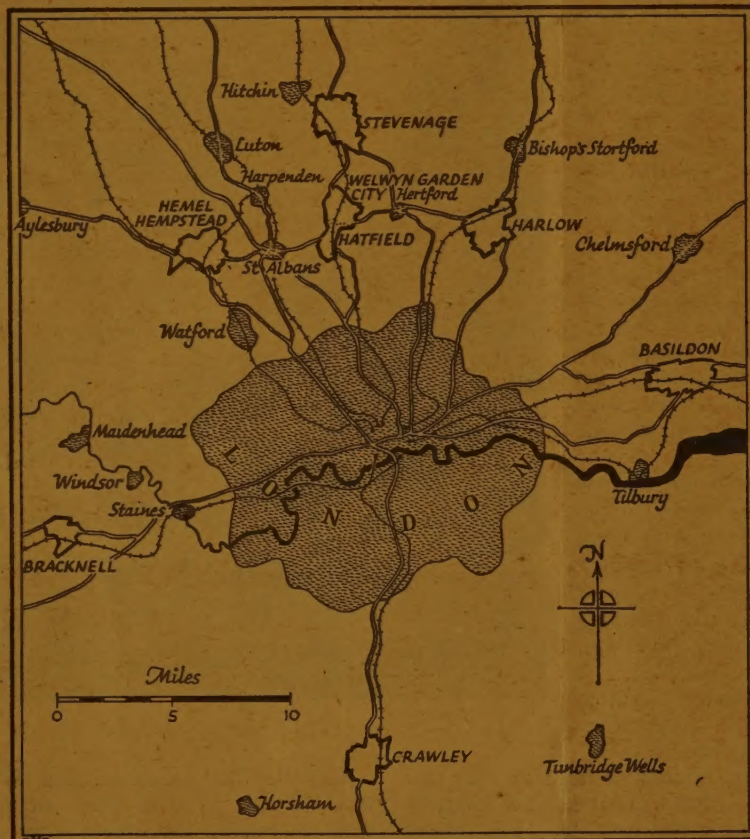 Hitchin
STEVENAGE
Luton
Bishop's Stortford
Harpenden
WELWYN GARDEN
CITY
Hertford
HEMEL
HEMPSTEAD
Aylesbury
HARLOW
HATFIELD
St. Albans
Chelmsford
Watford
BASILDON
Maidenhead
Windsor
Staines
LONDON
Tilbury
BRACKNELL
N
Miles
0 5 10
CRAWLEY
Tunbridge Wells
Horsham